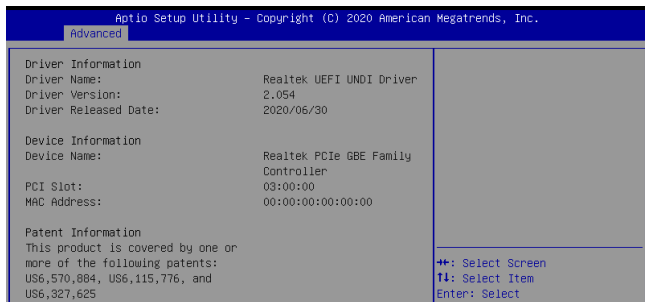 Aptio Setup Utility – Copyright (C) 2020 American Megatrends, Inc.
Advanced
Driver Information
Driver Name: Realtek UEFI UNDI Driver
Driver Version: 2.054
Driver Released Date: 2020/06/30
Device Information
Device Name: Realtek PCIe GBE Family
Controller
PCI Slot: 03:00:00
MAC Address: 00:00:00:00:00:00
Patent Information
This product is covered by one or
more of the following patents:
US6,570,884, US6,115,776, and
US6,327,625
→←: Select Screen
↑↓: Select Item
Enter: Select